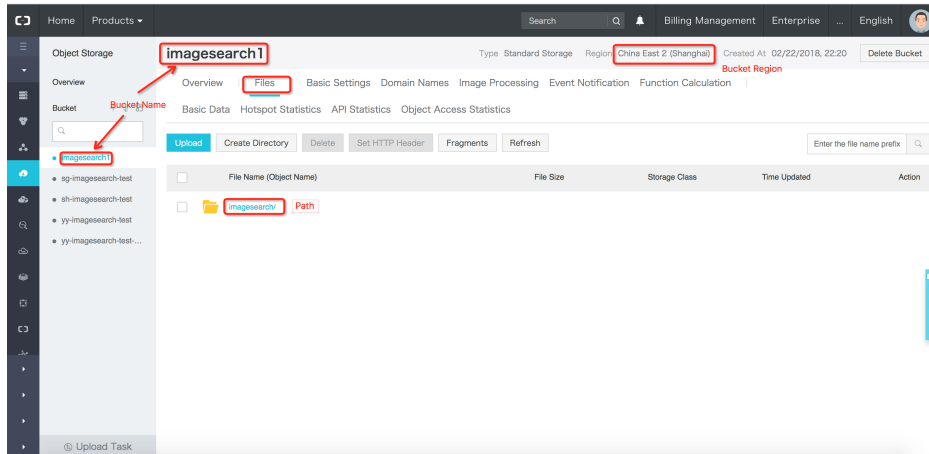 Home Products Search Billing Management Enterprise ... English
Object Storage
imagesearch1 Type Standard Storage Region China East 2 (Shanghai) Created At 02/22/2018, 22:20 Delete Bucket
Bucket Region
Overview
Overview Files Basic Settings Domain Names Image Processing Event Notification Function Calculation
Bucket
Bucket Name
Basic Data Hotspot Statistics API Statistics Object Access Statistics
Upload Create Directory Delete Set HTTP Header Fragments Refresh Enter the file name prefix
imagesearch1
sg-imagesearch-test
sh-imagesearch-test
yy-imagesearch-test
yy-imagesearch-test-...
File Name (Object Name) File Size Storage Class Time Updated Action
imagesearch/ Path
Upload Task